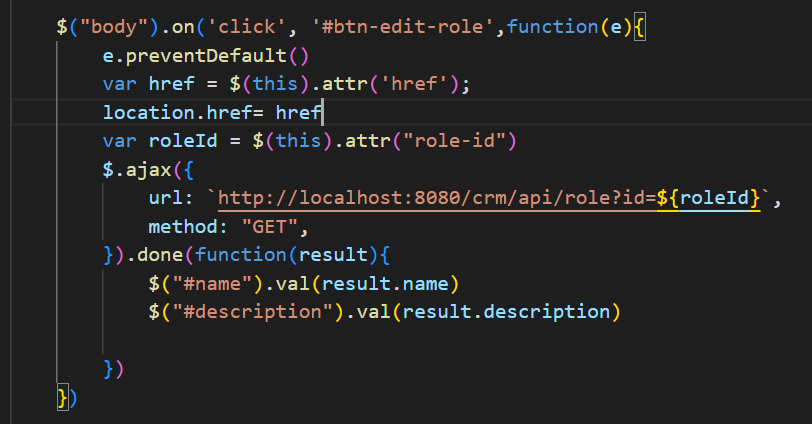 $("body").on('click', '#btn-edit-role',function(e){
e.preventDefault()
var href = $(this).attr('href');
location.href= href
var roleId = $(this).attr("role-id")
$.ajax({
url: `http://localhost:8080/crm/api/role?id=${roleId}`,
method: "GET",
}).done(function(result){
$("#name").val(result.name)
$("#description").val(result.description)
})
})